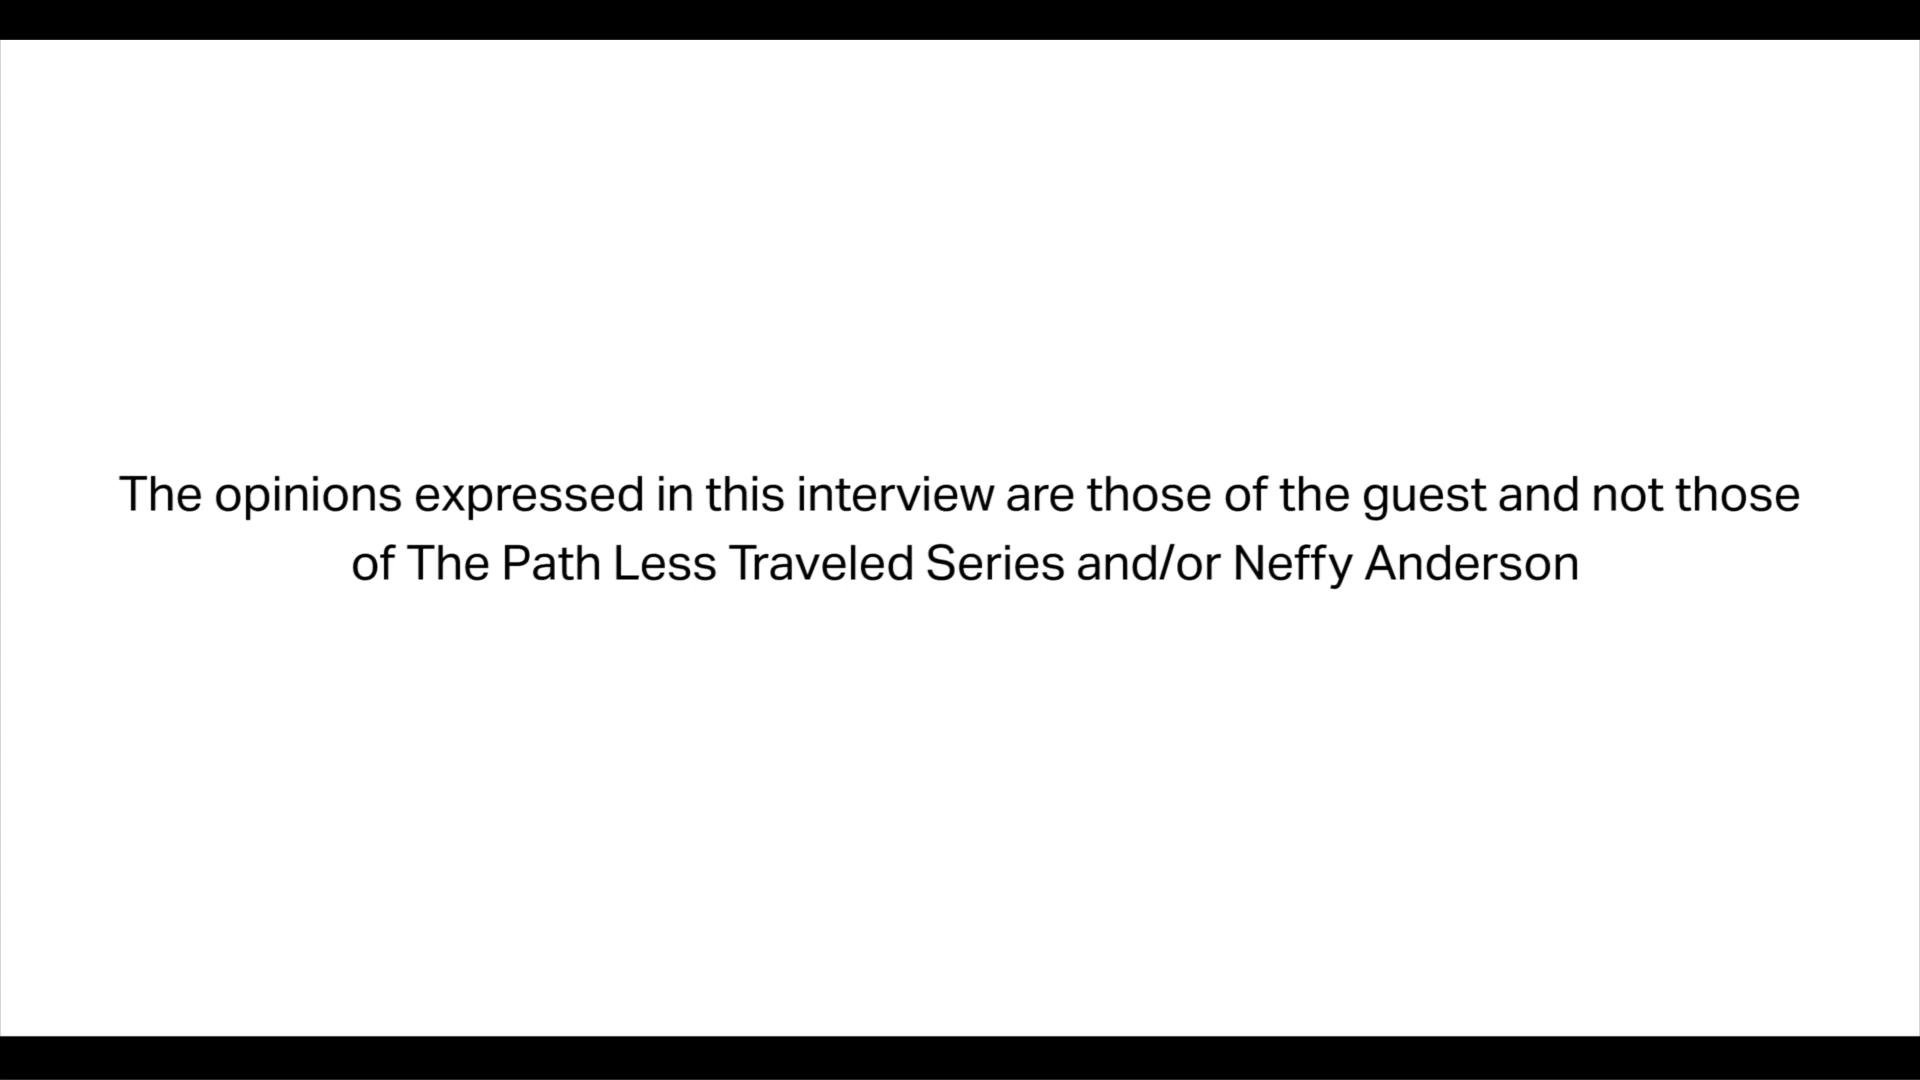 The opinions expressed in this interview are those of the guest and not those
of The Path Less Traveled Series and/or Neffy Anderson